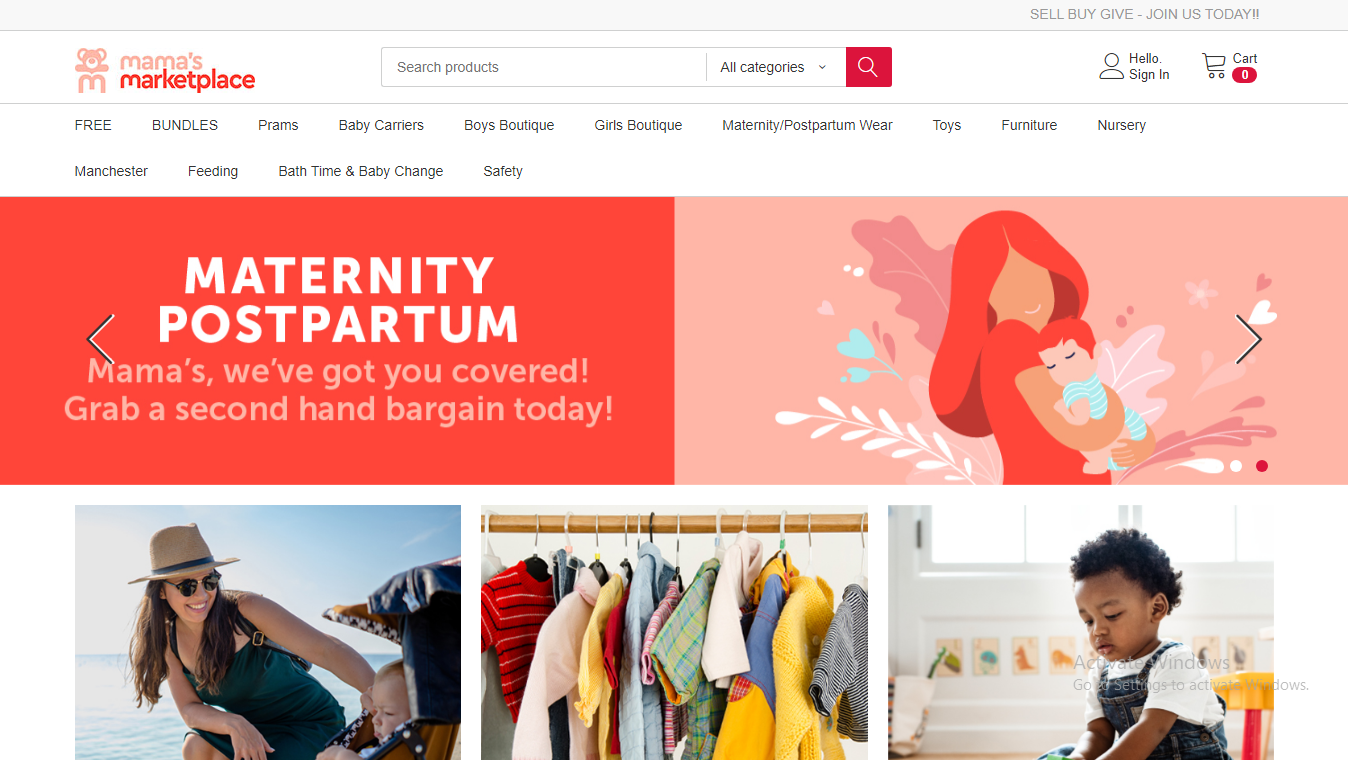 SELL BUY GIVE - JOIN US TODAY!!
mama's
marketplace
Search products
All categories
Hello.
Sign In
Cart
0
FREE BUNDLES Prams Baby Carriers Boys Boutique Girls Boutique Maternity/Postpartum Wear Toys Furniture Nursery
Manchester Feeding Bath Time & Baby Change Safety
MATERNITY
POSTPARTUM
Mama's, we've got you covered!
Grab a second hand bargain today!
Activate Windows
Go to Settings to activate Windows.